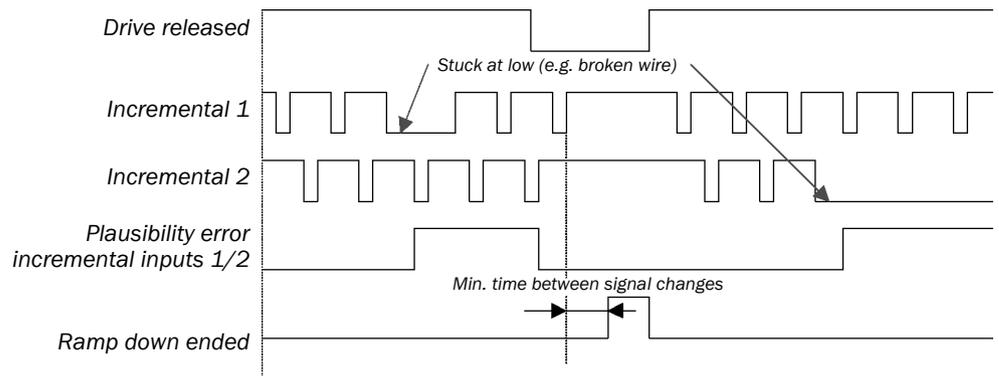 Drive released
Stuck at low (e.g. broken wire)
Incremental 1
Incremental 2
Plausibility error
incremental inputs 1/2
Min. time between signal changes
Ramp down ended